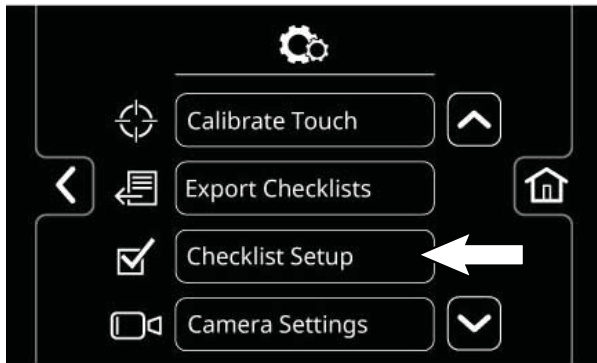 Calibrate Touch
Export Checklists
Checklist Setup
Camera Settings